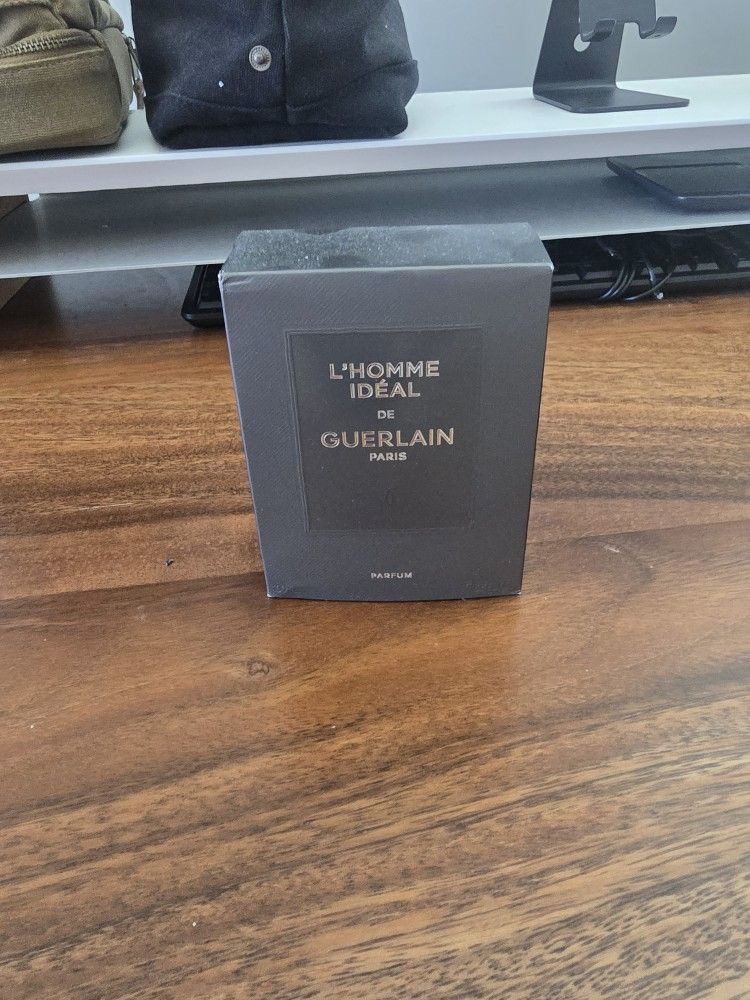 L'HOMME
IDÉAL
DE
GUERLAIN
PARIS
PARFUM